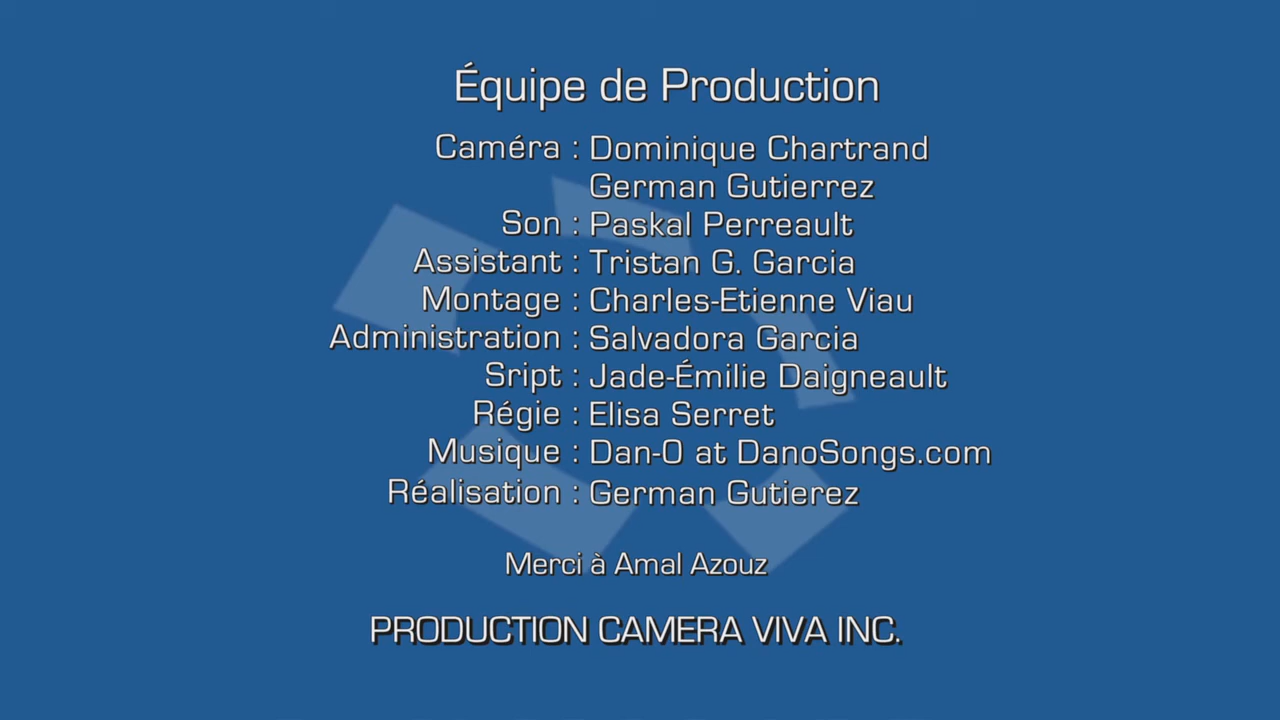 Équipe de Production
Caméra : Dominique Chartrand
German Gutierrez
Son : Paskal Perreault
Assistant : Tristan G. Garcia
Montage : Charles-Etienne Viau
Administration : Salvadora Garcia
Sript : Jade-Émilie Daigneault
Régie : Elisa Serret
Musique : Dan-O at DanoSongs.com
Réalisation : German Gutierez
Merci à Amal Azouz
PRODUCTION CAMERA VIVA INC.